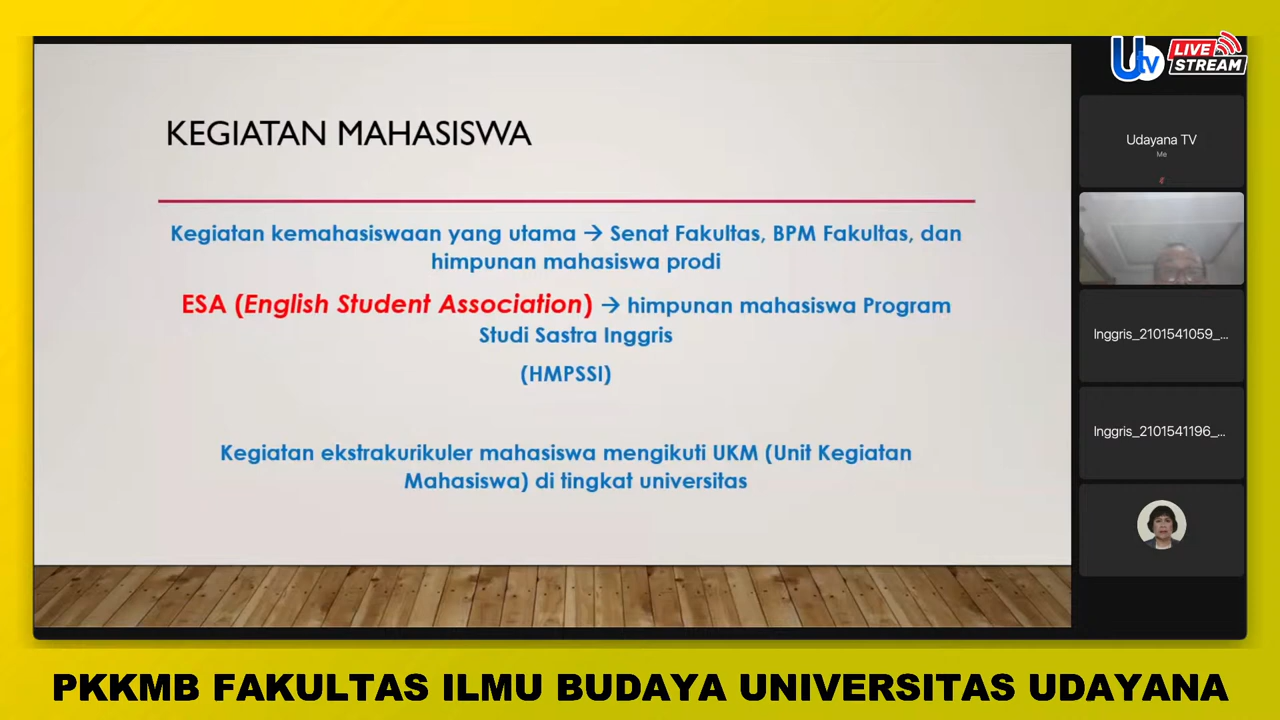 Utv LIVE
STREAM
KEGIATAN MAHASISWA
Kegiatan kemahasiswaan yang utama → Senat Fakultas, BPM Fakultas, dan
himpunan mahasiswa prodi
ESA (English Student Association) → himpunan mahasiswa Program
Studi Sastra Inggris
(HMPSSI)
Kegiatan ekstrakurikuler mahasiswa mengikuti UKM (Unit Kegiatan
Mahasiswa) di tingkat universitas
Udayana TV
Me
Inggris_2101541059_...
Inggris_2101541196_...
PKKMB FAKULTAS ILMU BUDAYA UNIVERSITAS UDAYANA